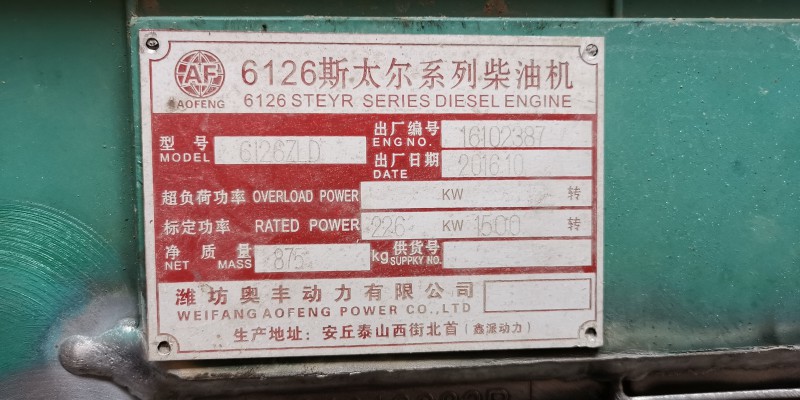 AF
AOFENG
6126斯太尔系列柴油机
6126 STEYR SERIES DIESEL ENGINE
型号 6126ZLD 出厂编号 16102387
MODEL ENG NO.
出厂日期 2016.10
DATE
超负荷功率 OVERLOAD POWER KW 转
标定功率 RATED POWER 226 KW 1500 转
净质量 875 kg 供货号
NET MASS SUPPKY NO.
潍坊奥丰动力有限公司
WEIFANG AOFENG POWER CO.,LTD
生产地址：安丘泰山西街北首（鑫派动力）